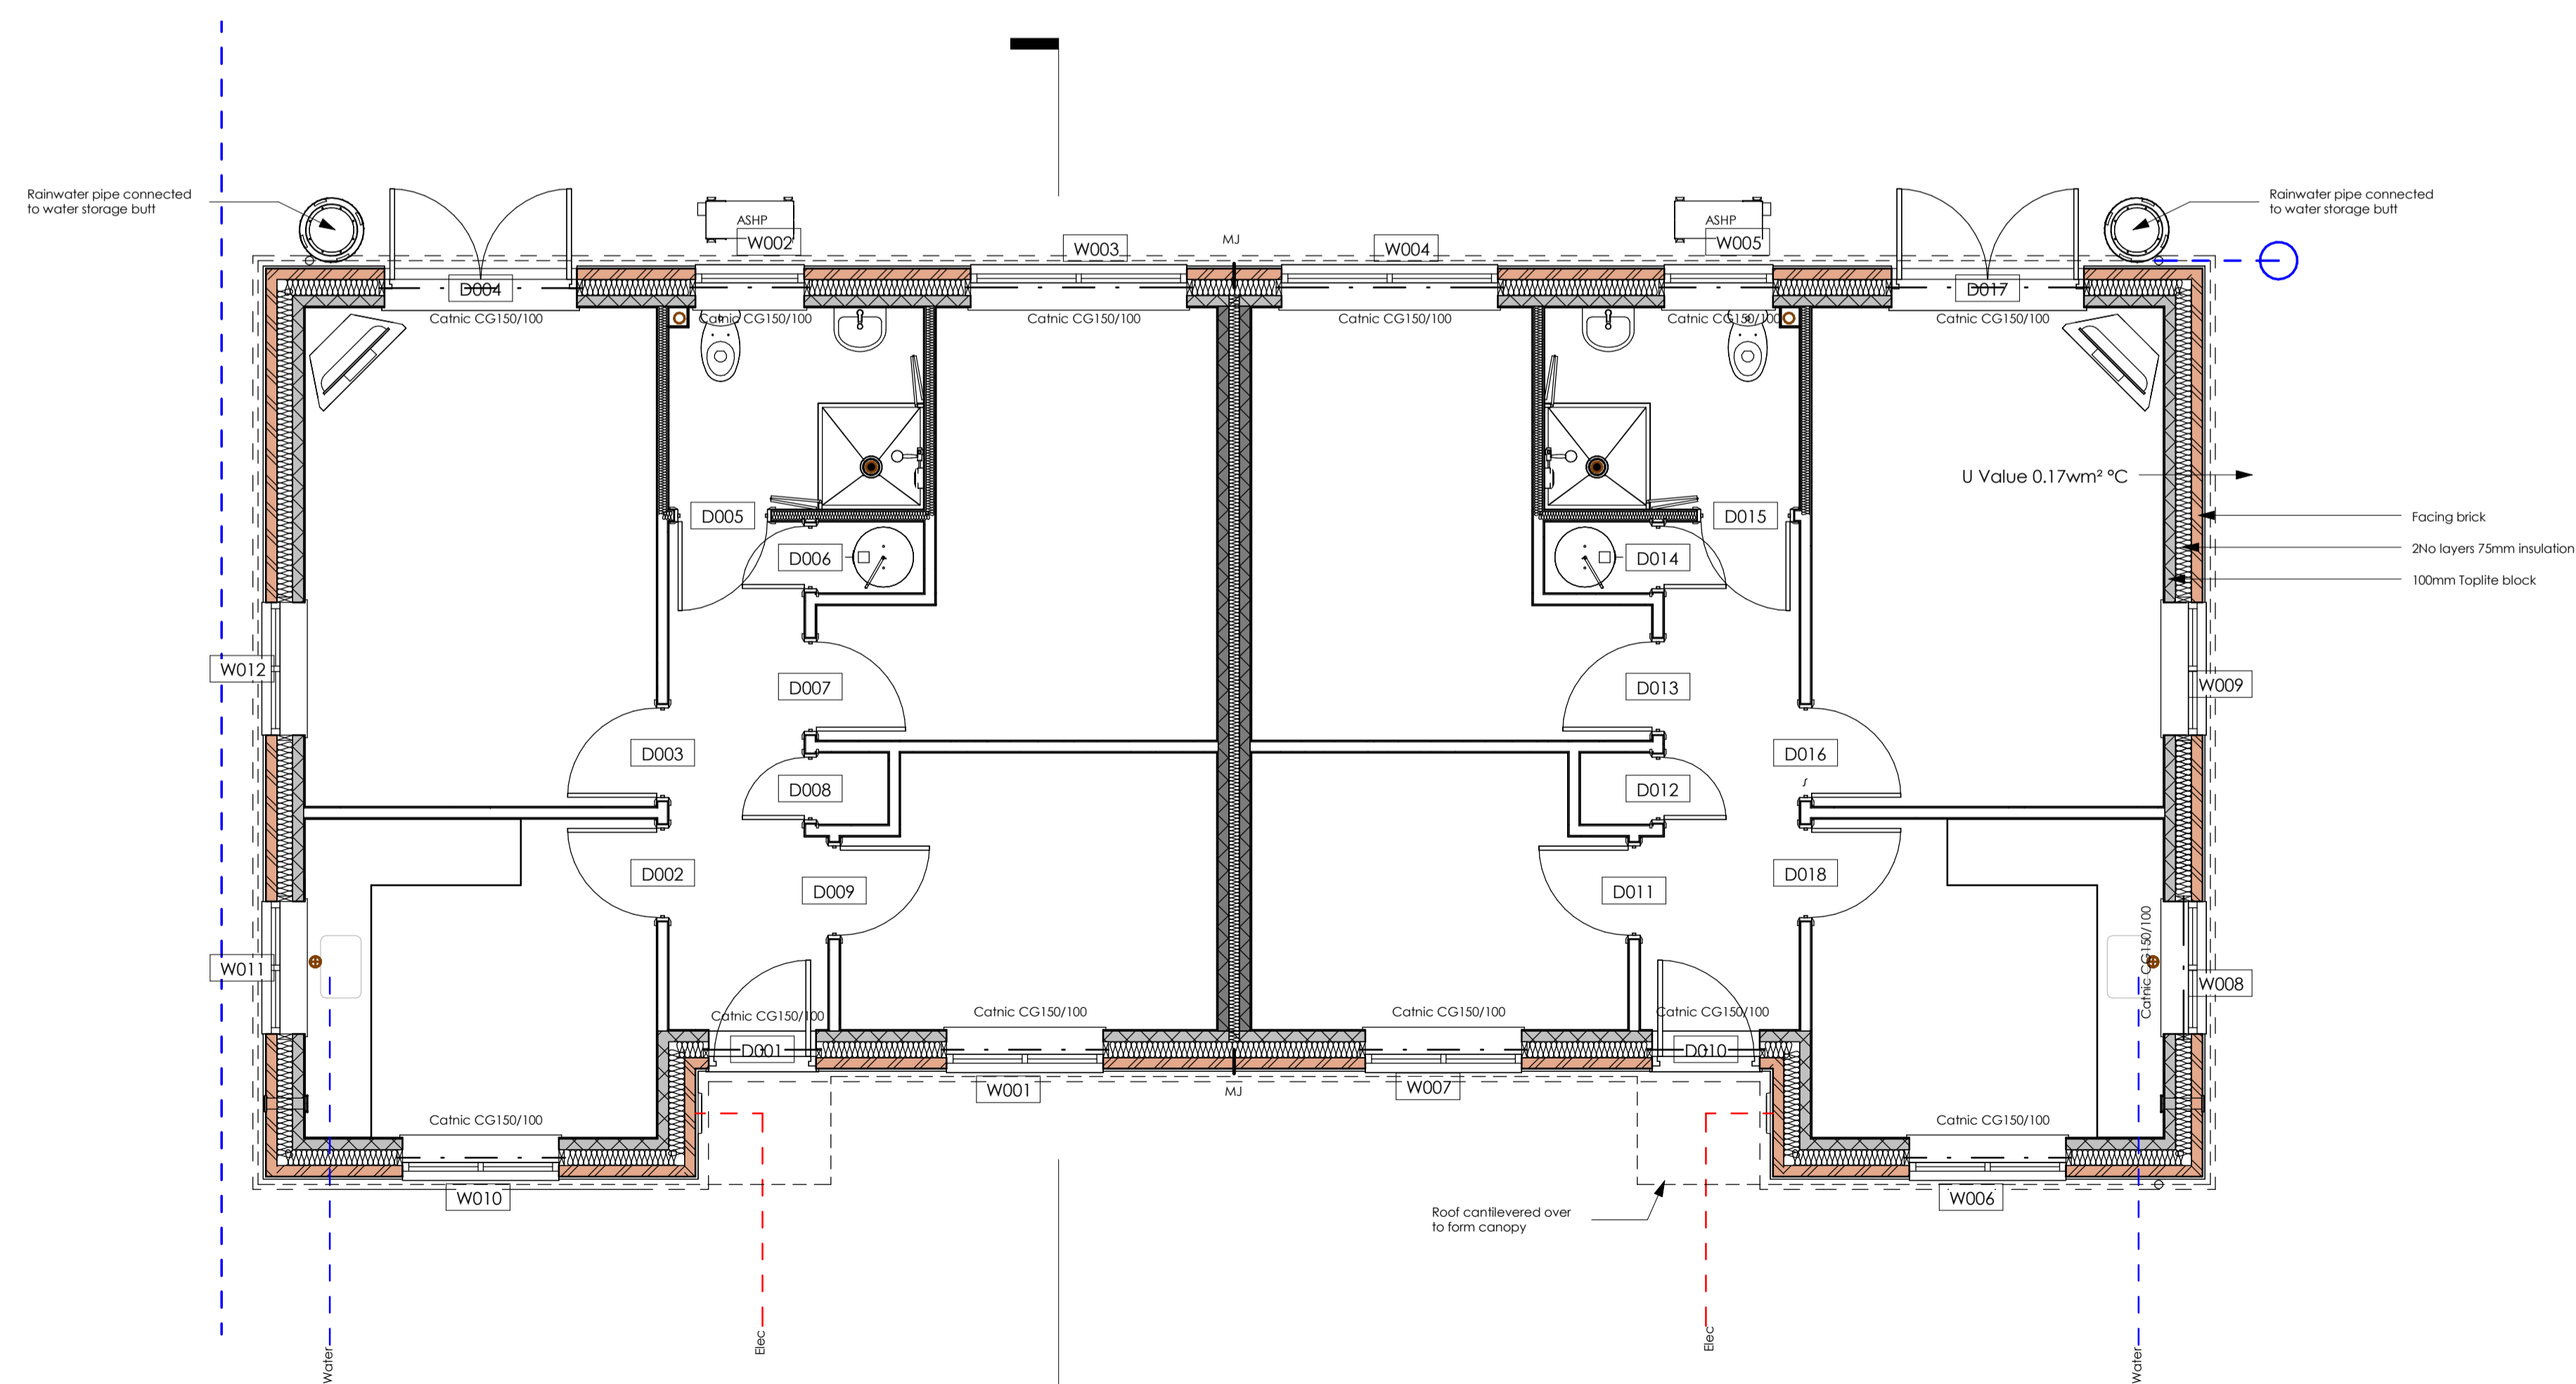 Rainwater pipe connected
to water storage butt
ASHP
W002
W003
MJ
W004
ASHP
W005
Rainwater pipe connected
to water storage butt
D004
D017
Catnic CG150/100
Catnic CG150/100
Catnic CG150/100
Catnic CG150/100
Catnic CG150/100
Catnic CG150/100
U Value 0.17wm² °C
D005
D015
Facing brick
D006
D014
2No layers 75mm insulation
100mm Toplite block
W012
D007
D013
W009
D003
D016
D008
D012
D002
D009
D011
D018
W011
Catnic CG150/100
W008
Catnic CG150/100
Catnic CG150/100
Catnic CG150/100
Catnic CG150/100
D001
D010
W001
MJ
W007
Catnic CG150/100
Catnic CG150/100
W010
W006
Roof cantilevered over
to form canopy
Elec
Elec
Water
Water